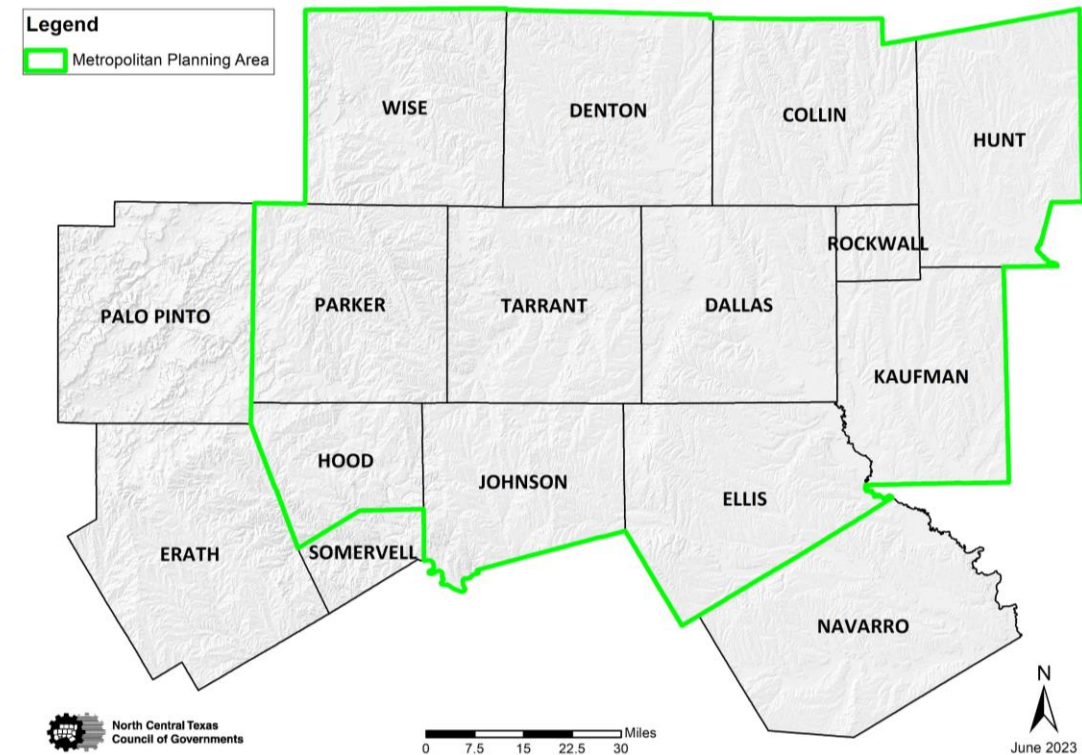 Legend
Metropolitan Planning Area
WISE
DENTON
COLLIN
HUNT
ROCKWALL
PALO PINTO
PARKER
TARRANT
DALLAS
KAUFMAN
HOOD
JOHNSON
ELLIS
ERATH
SOMERVELL
NAVARRO
North Central Texas
Council of Governments
Miles
0 7.5 15 22.5 30
N
June 2023